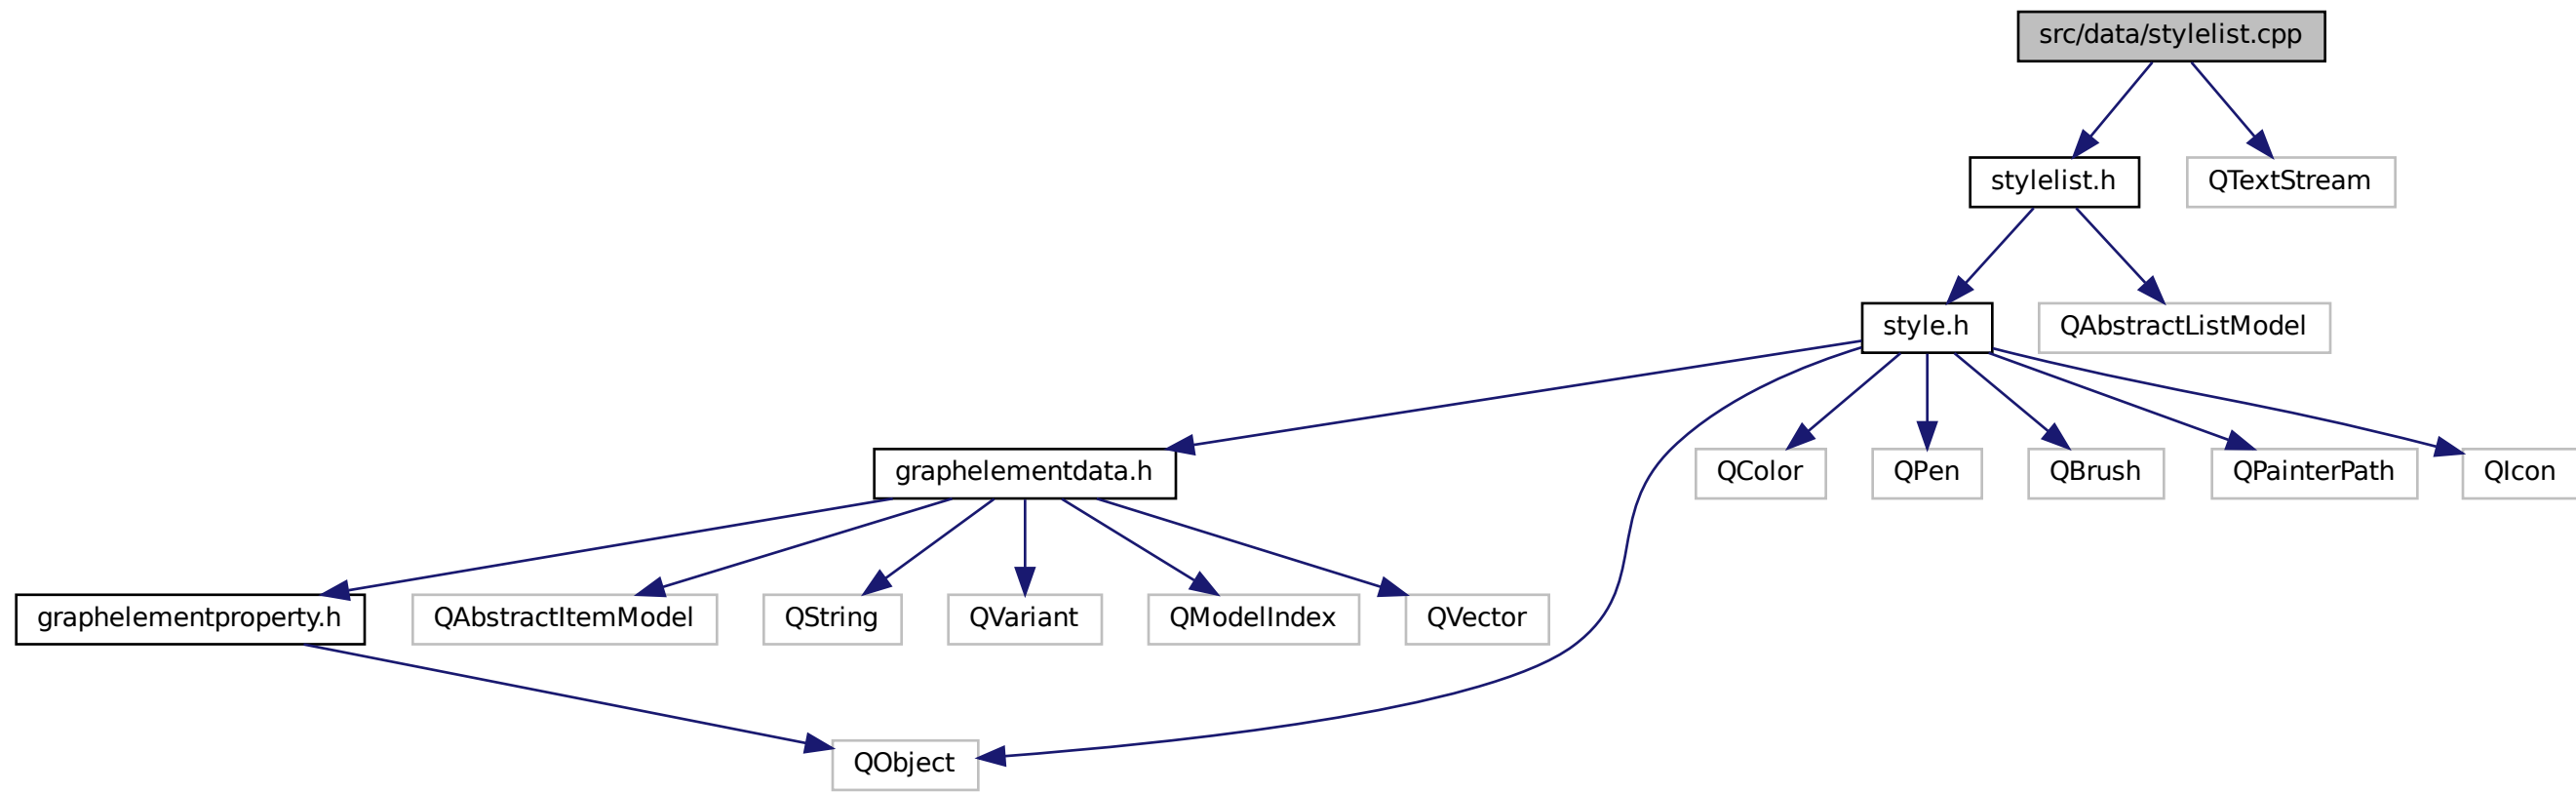 src/data/stylelist.cpp
stylelist.h
QTextStream
style.h
QAbstractListModel
graphelementdata.h
QColor
QPen
QBrush
QPainterPath
QIcon
graphelementproperty.h
QAbstractItemModel
QString
QVariant
QModelIndex
QVector
QObject